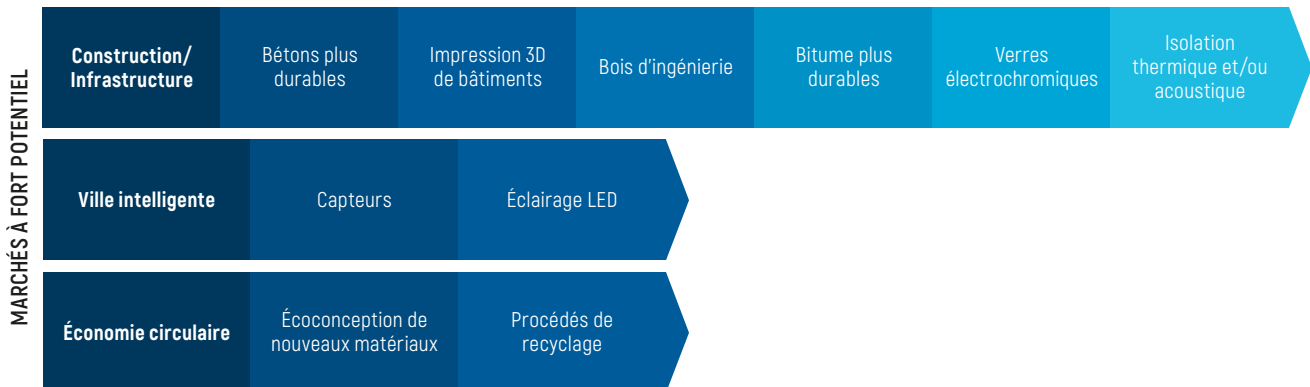 MARCHÉS À FORT POTENTIEL
Construction/
Infrastructure
Bétons plus
durables
Impression 3D
de bâtiments
Bois d'ingénierie
Bitume plus
durables
Verres
électrochromiques
Isolation
thermique et/ou
acoustique
Ville intelligente
Capteurs
Éclairage LED
Économie circulaire
Écoconception de
nouveaux matériaux
Procédés de
recyclage